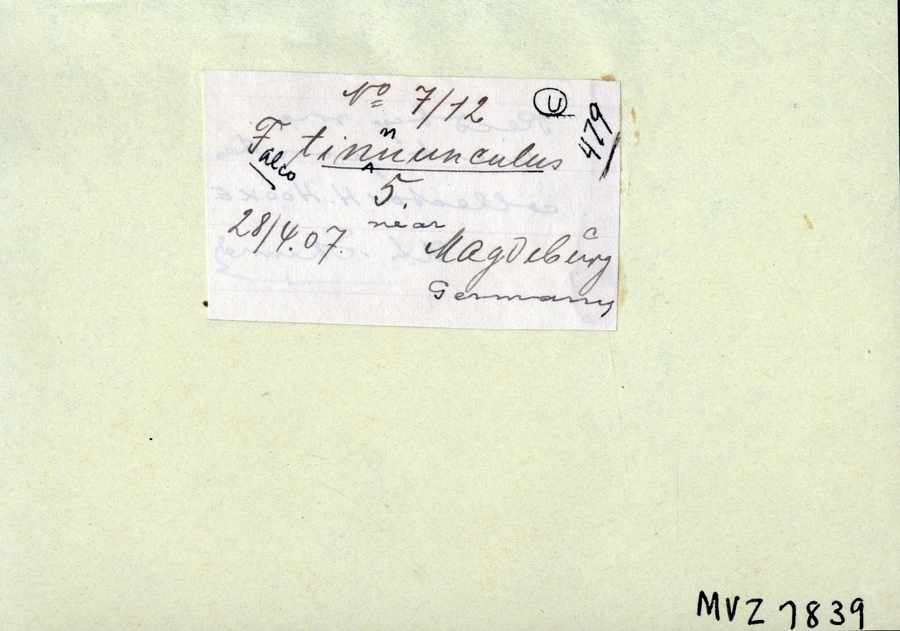 No 7/12 U 479
Falco tinnunculus
5.
28/4.07. near Magdeburg
Germany
MVZ 7839